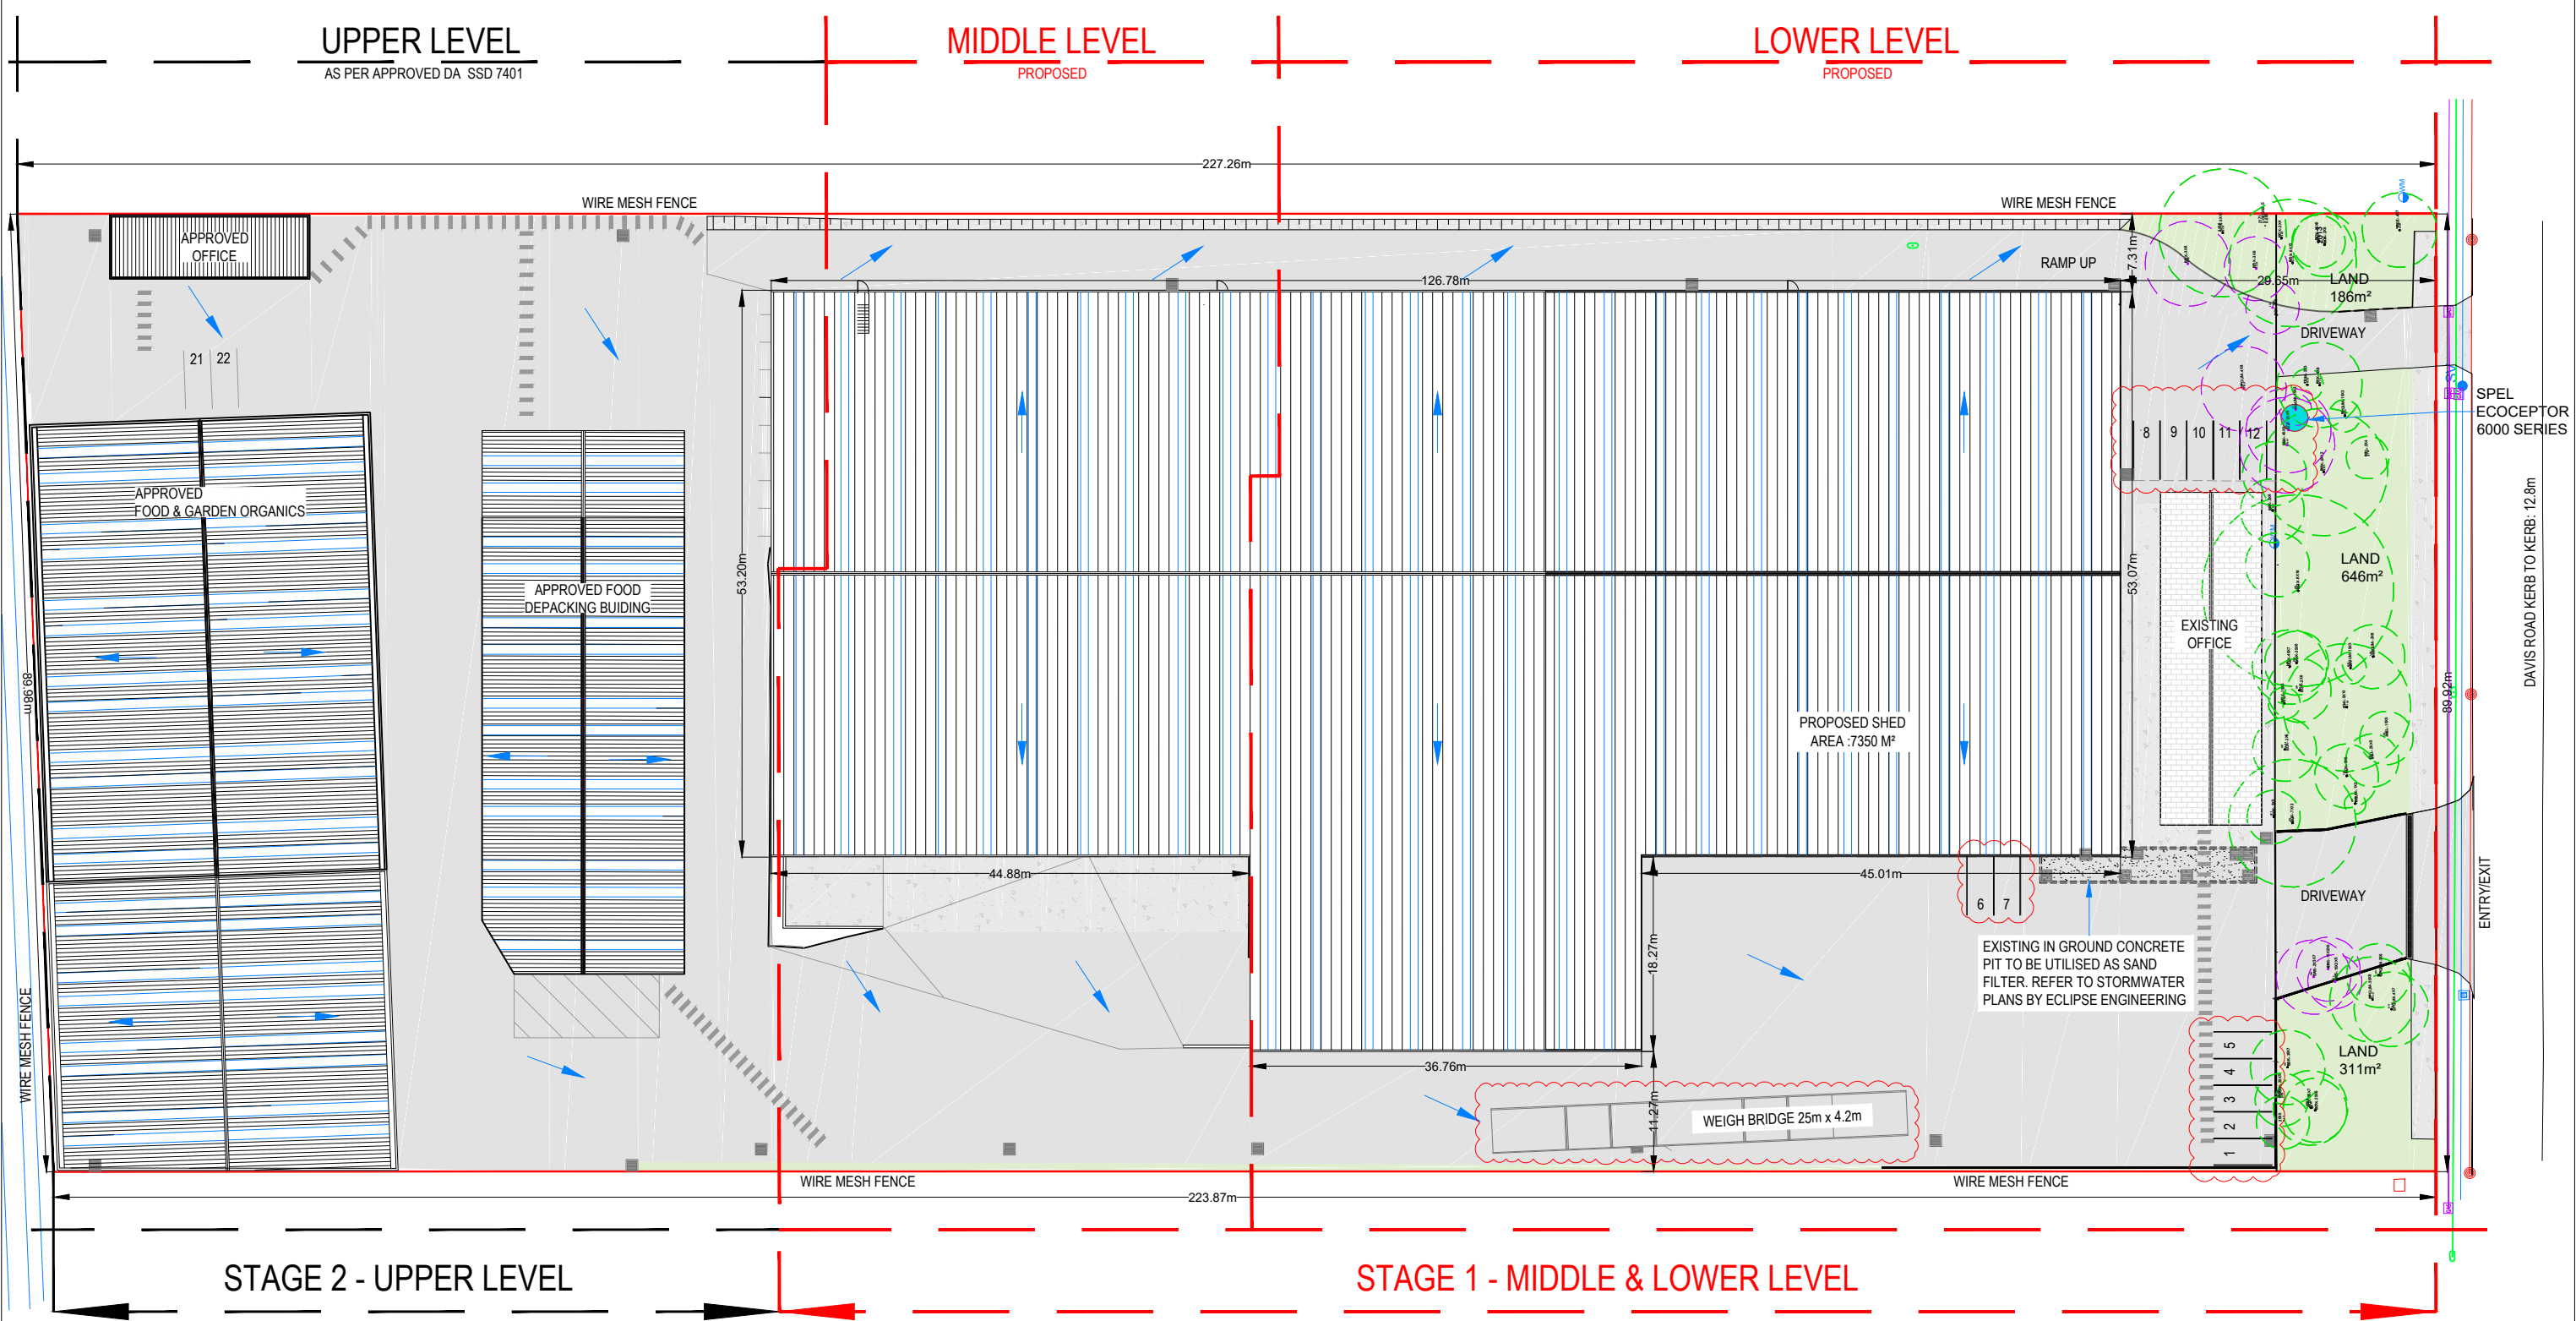 UPPER LEVEL
AS PER APPROVED DA SSD 7401
MIDDLE LEVEL
PROPOSED
LOWER LEVEL
PROPOSED
227.26m
WIRE MESH FENCE
WIRE MESH FENCE
WM
APPROVED
OFFICE
21 22
RAMP UP
7.31m
126.78m
29.65m
LAND
186m²
DRIVEWAY
SV
SPEL
ECOCEPTOR
6000 SERIES
8 9 10 11 12
APPROVED
FOOD & GARDEN ORGANICS
APPROVED FOOD
DEPACKING BUIDING
53.20m
53.07m
LAND
646m²
DAVIS ROAD KERB TO KERB: 12.8m
EXISTING
OFFICE
89.98m
89.92m
PROPOSED SHED
AREA :7350 M²
44.88m
45.01m
6 7
DRIVEWAY
ENTRY/EXIT
18.27m
EXISTING IN GROUND CONCRETE
PIT TO BE UTILISED AS SAND
FILTER. REFER TO STORMWATER
PLANS BY ECLIPSE ENGINEERING
WIRE MESH FENCE
36.76m
11.27m
WEIGH BRIDGE 25m x 4.2m
5
4
3
2
1
LAND
311m²
WIRE MESH FENCE
WIRE MESH FENCE
223.87m
STAGE 2 - UPPER LEVEL
STAGE 1 - MIDDLE & LOWER LEVEL